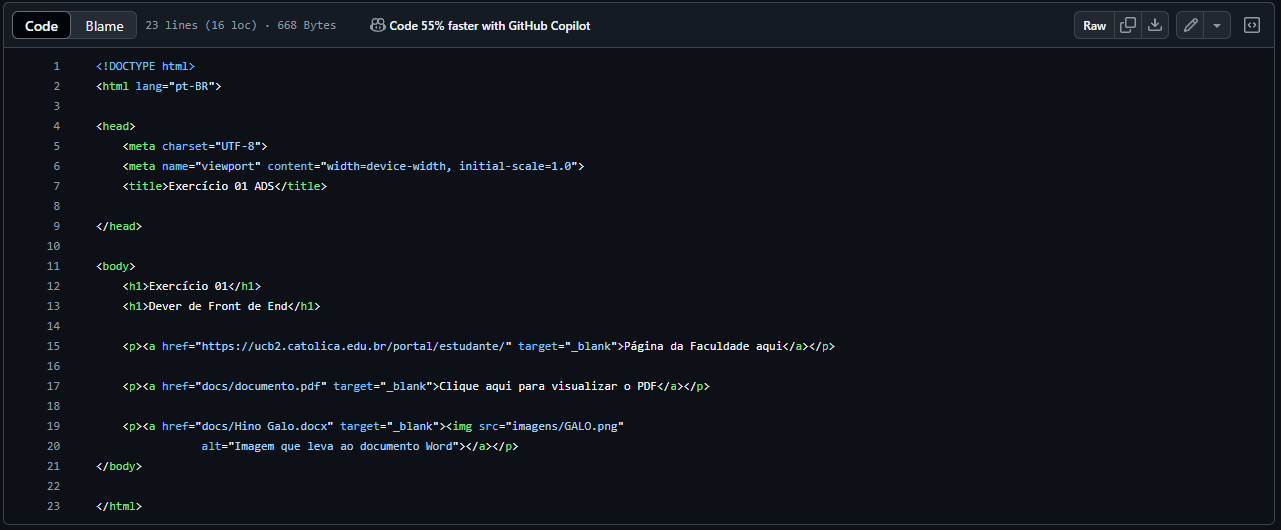 Code Blame 23 lines (16 loc) · 668 Bytes Code 55% faster with GitHub Copilot Raw
1 <!DOCTYPE html>
2 <html lang="pt-BR">
3
4 <head>
5     <meta charset="UTF-8">
6     <meta name="viewport" content="width=device-width, initial-scale=1.0">
7     <title>Exercício 01 ADS</title>
8
9 </head>
10
11 <body>
12     <h1>Exercício 01</h1>
13     <h1>Dever de Front de End</h1>
14
15     <p><a href="https://ucb2.catolica.edu.br/portal/estudante/" target="_blank">Página da Faculdade aqui</a></p>
16
17     <p><a href="docs/documento.pdf" target="_blank">Clique aqui para visualizar o PDF</a></p>
18
19     <p><a href="docs/Hino Galo.docx" target="_blank"><img src="imagens/GALO.png"
20                 alt="Imagem que leva ao documento Word"></a></p>
21 </body>
22
23 </html>